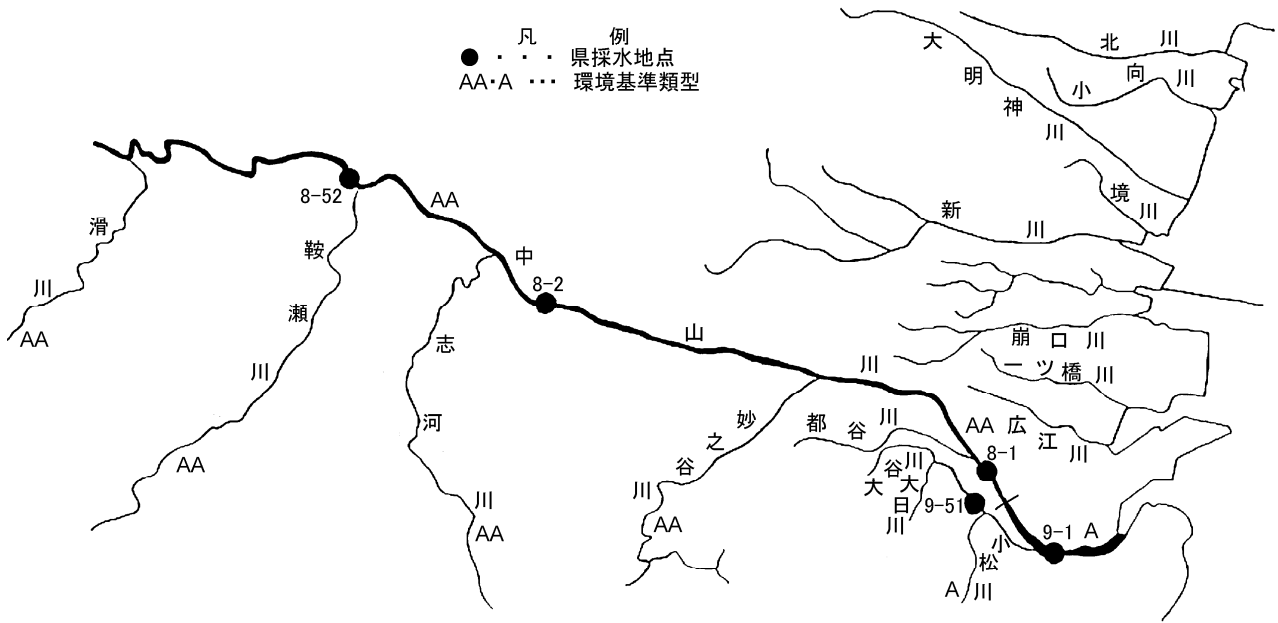 凡 例
●・・・県採水地点
AA・A ・・・環境基準類型
北川
小向川
大明神川
境川
新川
崩口川
一ツ橋川
広江川
8-52
AA
中山川
8-2
AA
8-1
9-51
9-1
A
滑川
AA
鞍瀬川
AA
志河川
AA
妙之谷川
AA
都谷川
大谷川
大日川
小松川
A